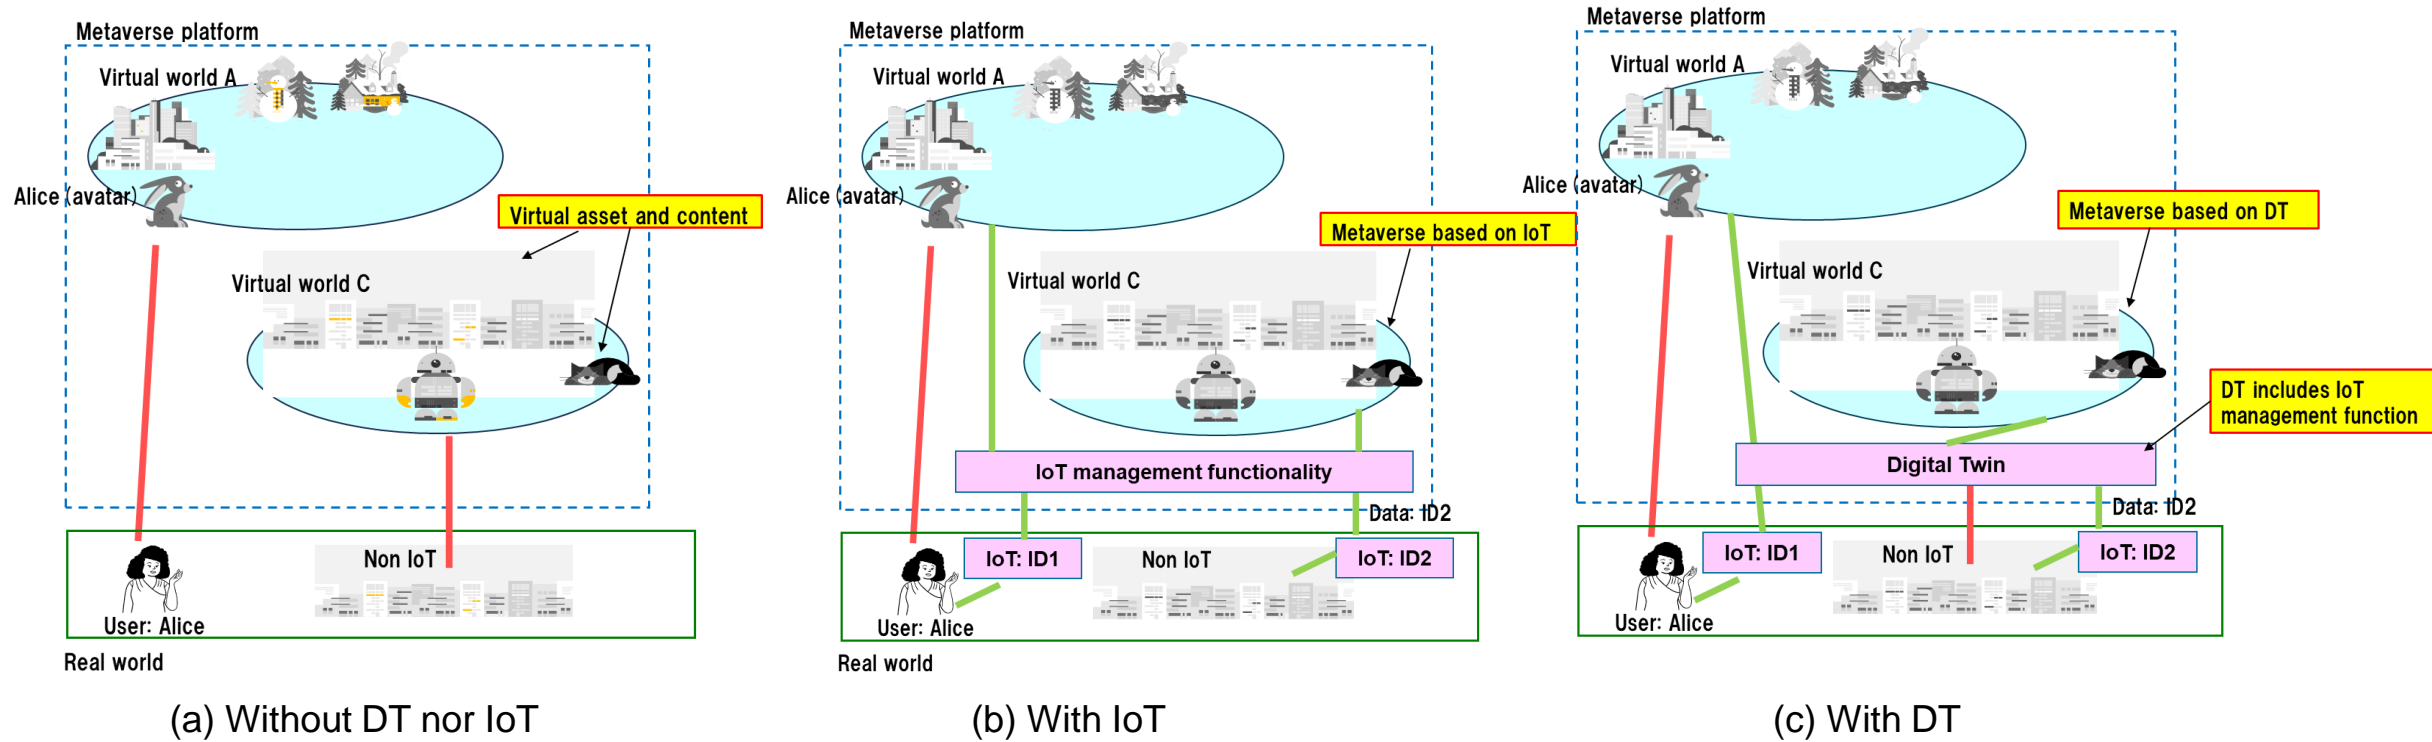 Metaverse platform
Virtual world A
Alice (avatar)
Virtual asset and content
Virtual world C
Non IoT
User: Alice
Real world
(a) Without DT nor IoT
Metaverse platform
Virtual world A
Alice (avatar)
Metaverse based on IoT
Virtual world C
IoT management functionality
Data: ID2
IoT: ID1
Non IoT
IoT: ID2
User: Alice
Real world
(b) With IoT
Metaverse platform
Virtual world A
Alice (avatar)
Metaverse based on DT
Virtual world C
DT includes IoT
management function
Digital Twin
Data: ID2
IoT: ID1
Non IoT
IoT: ID2
User: Alice
(c) With DT